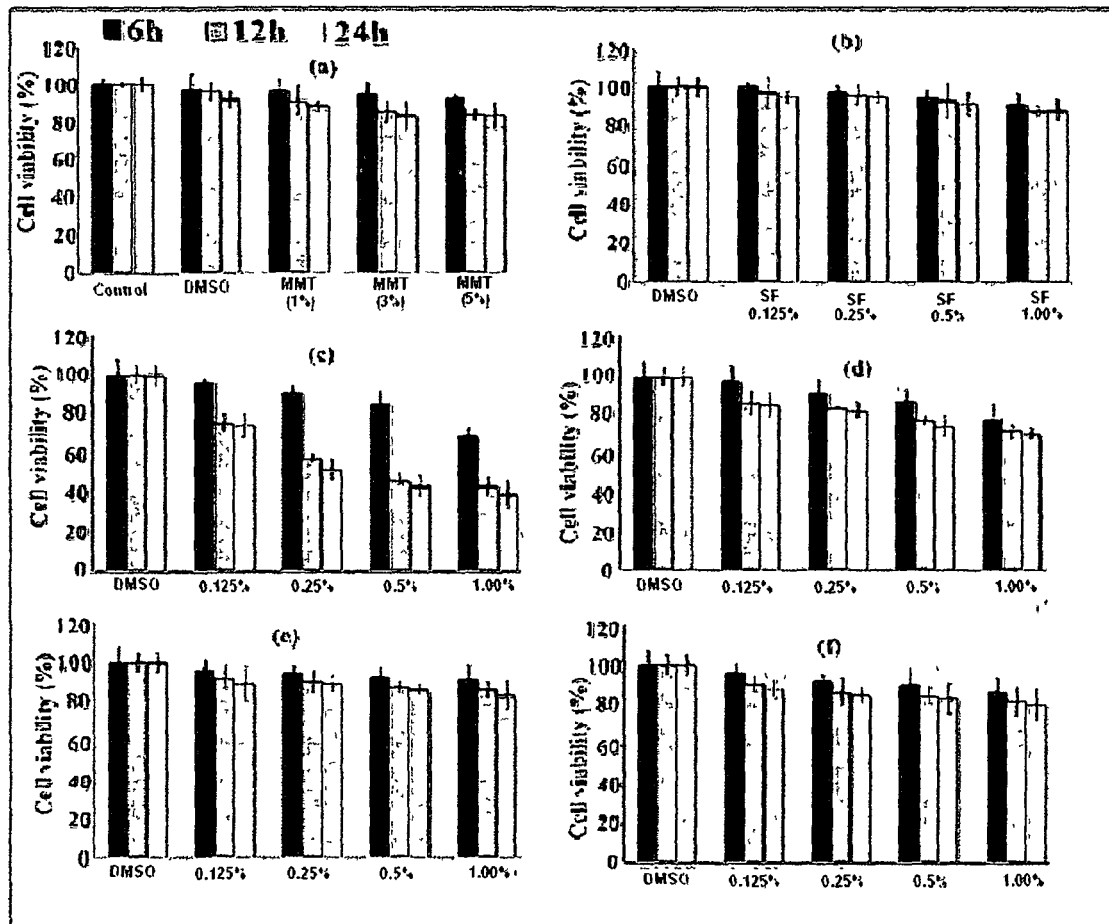 6h 12h 24h
(a)
Cell viability (%)
120
100
80
60
40
20
0
Control DMSO MMT (1%) MMT (3%) MMT (5%)
(b)
Cell viability (%)
120
100
80
60
40
20
0
DMSO SF 0.125% SF 0.25% SF 0.5% SF 1.00%
(c)
Cell viability (%)
120
100
80
60
40
20
0
DMSO 0.125% 0.25% 0.5% 1.00%
(d)
Cell viability (%)
120
100
80
60
40
20
0
DMSO 0.125% 0.25% 0.5% 1.00%
(e)
Cell viability (%)
120
100
80
60
40
20
0
DMSO 0.125% 0.25% 0.5% 1.00%
(f)
Cell viability (%)
120
100
80
60
40
20
0
DMSO 0.125% 0.25% 0.5% 1.00%